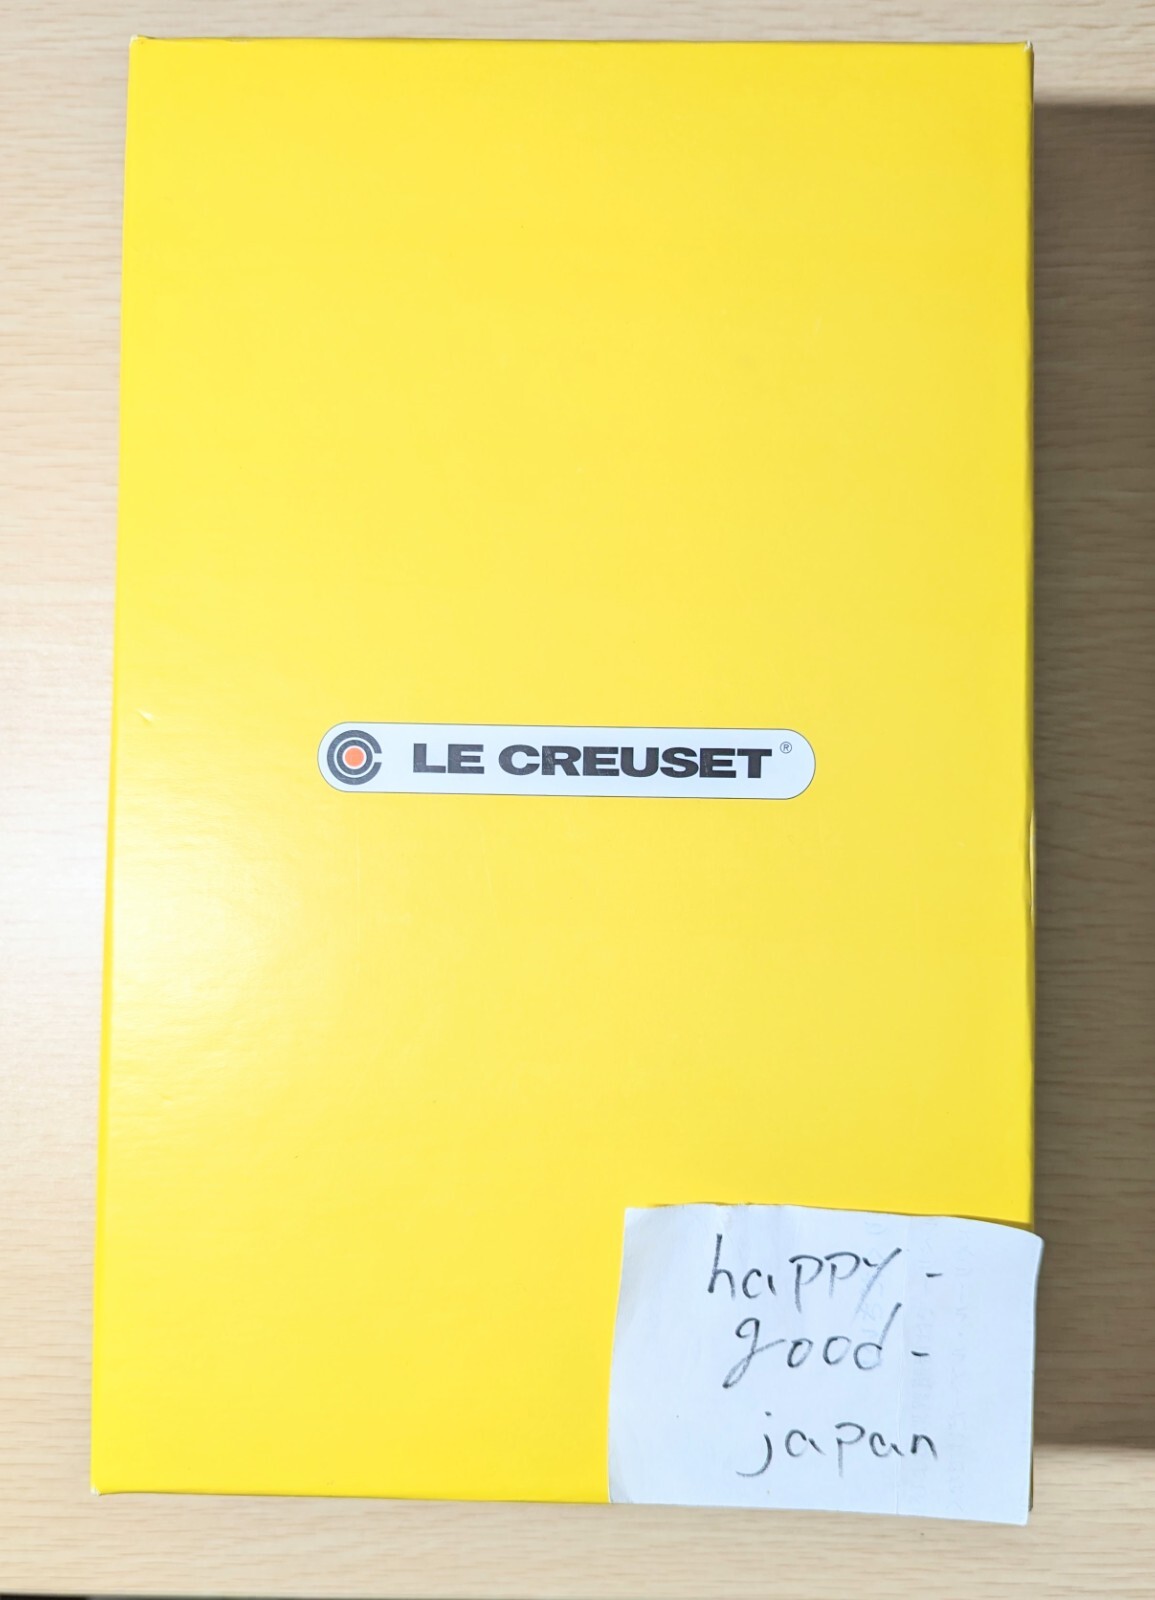 LE CREUSET®
happy-
good-
japan